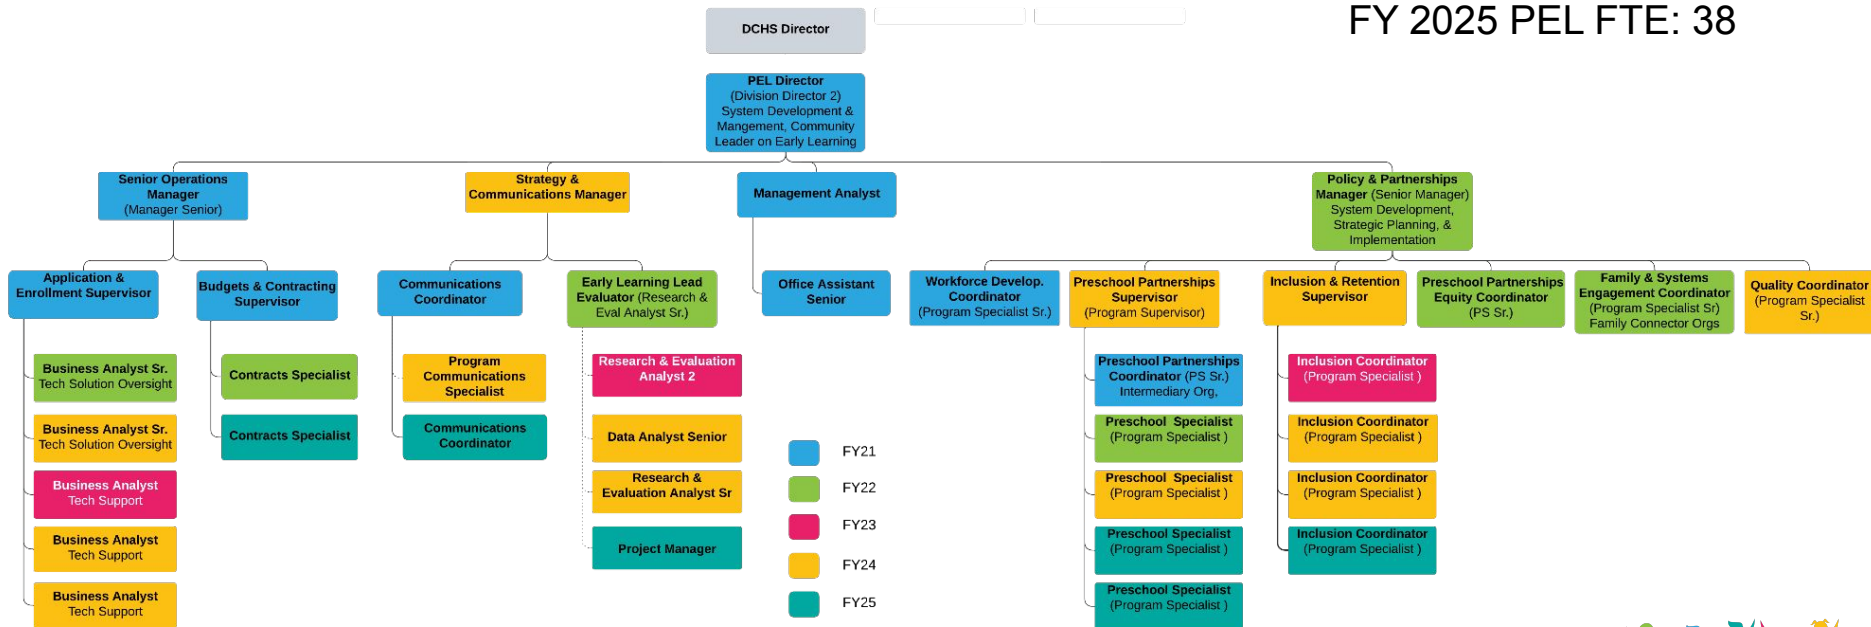 FY 2025 PEL FTE: 38
DCHS Director
PEL Director
(Division Director 2)
System Development &
Mangement, Community
Leader on Early Learning
Senior Operations
Manager
(Manager Senior)
Strategy &
Communications Manager
Management Analyst
Policy & Partnerships
Manager (Senior Manager)
System Development,
Strategic Planning, &
Implementation
Application &
Enrollment Supervisor
Budgets & Contracting
Supervisor
Communications
Coordinator
Early Learning Lead
Evaluator (Research &
Eval Analyst Sr.)
Office Assistant
Senior
Workforce Develop.
Coordinator
(Program Specialist Sr.)
Preschool Partnerships
Supervisor
(Program Supervisor)
Inclusion & Retention
Supervisor
Preschool Partnerships
Equity Coordinator
(PS Sr.)
Family & Systems
Engagement Coordinator
(Program Specialist Sr)
Family Connector Orgs
Quality Coordinator
(Program Specialist
Sr.)
Business Analyst Sr.
Tech Solution Oversight
Business Analyst Sr.
Tech Solution Oversight
Business Analyst
Tech Support
Business Analyst
Tech Support
Business Analyst
Tech Support
Contracts Specialist
Contracts Specialist
Program
Communications
Specialist
Communications
Coordinator
Research & Evaluation
Analyst 2
Data Analyst Senior
Research &
Evaluation Analyst Sr
Project Manager
FY21
FY22
FY23
FY24
FY25
Preschool Partnerships
Coordinator (PS Sr.)
Intermediary Org.
Preschool Specialist
(Program Specialist )
Preschool Specialist
(Program Specialist )
Preschool Specialist
(Program Specialist )
Preschool Specialist
(Program Specialist )
Inclusion Coordinator
(Program Specialist )
Inclusion Coordinator
(Program Specialist )
Inclusion Coordinator
(Program Specialist )
Inclusion Coordinator
(Program Specialist )